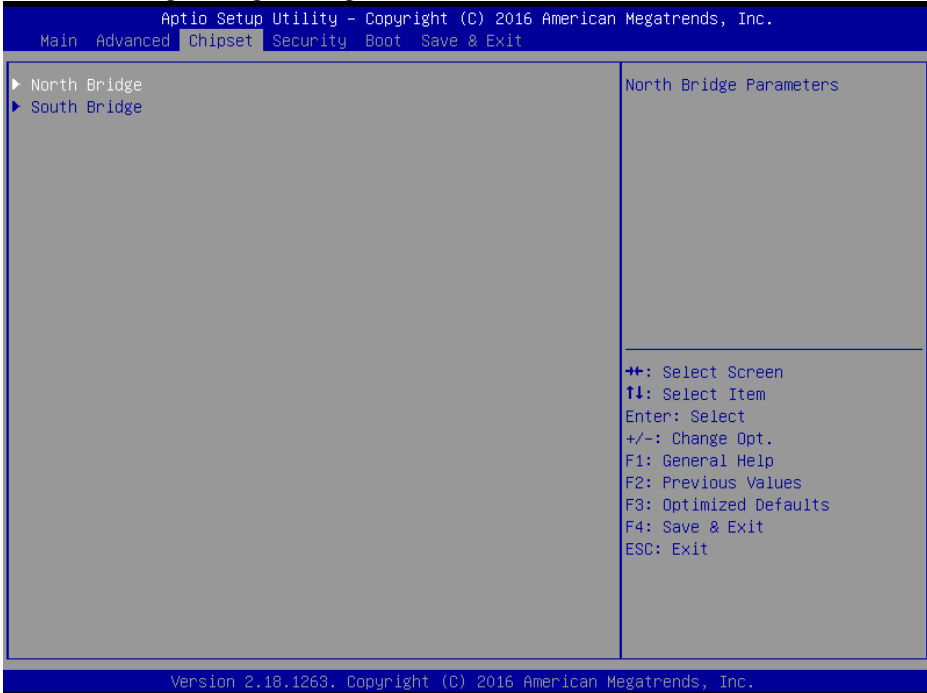 Aptio Setup Utility – Copyright (C) 2016 American Megatrends, Inc.
Main Advanced Chipset Security Boot Save & Exit
▶ North Bridge
▶ South Bridge
North Bridge Parameters
→←: Select Screen
↑↓: Select Item
Enter: Select
+/-: Change Opt.
F1: General Help
F2: Previous Values
F3: Optimized Defaults
F4: Save & Exit
ESC: Exit
Version 2.18.1263. Copyright (C) 2016 American Megatrends, Inc.